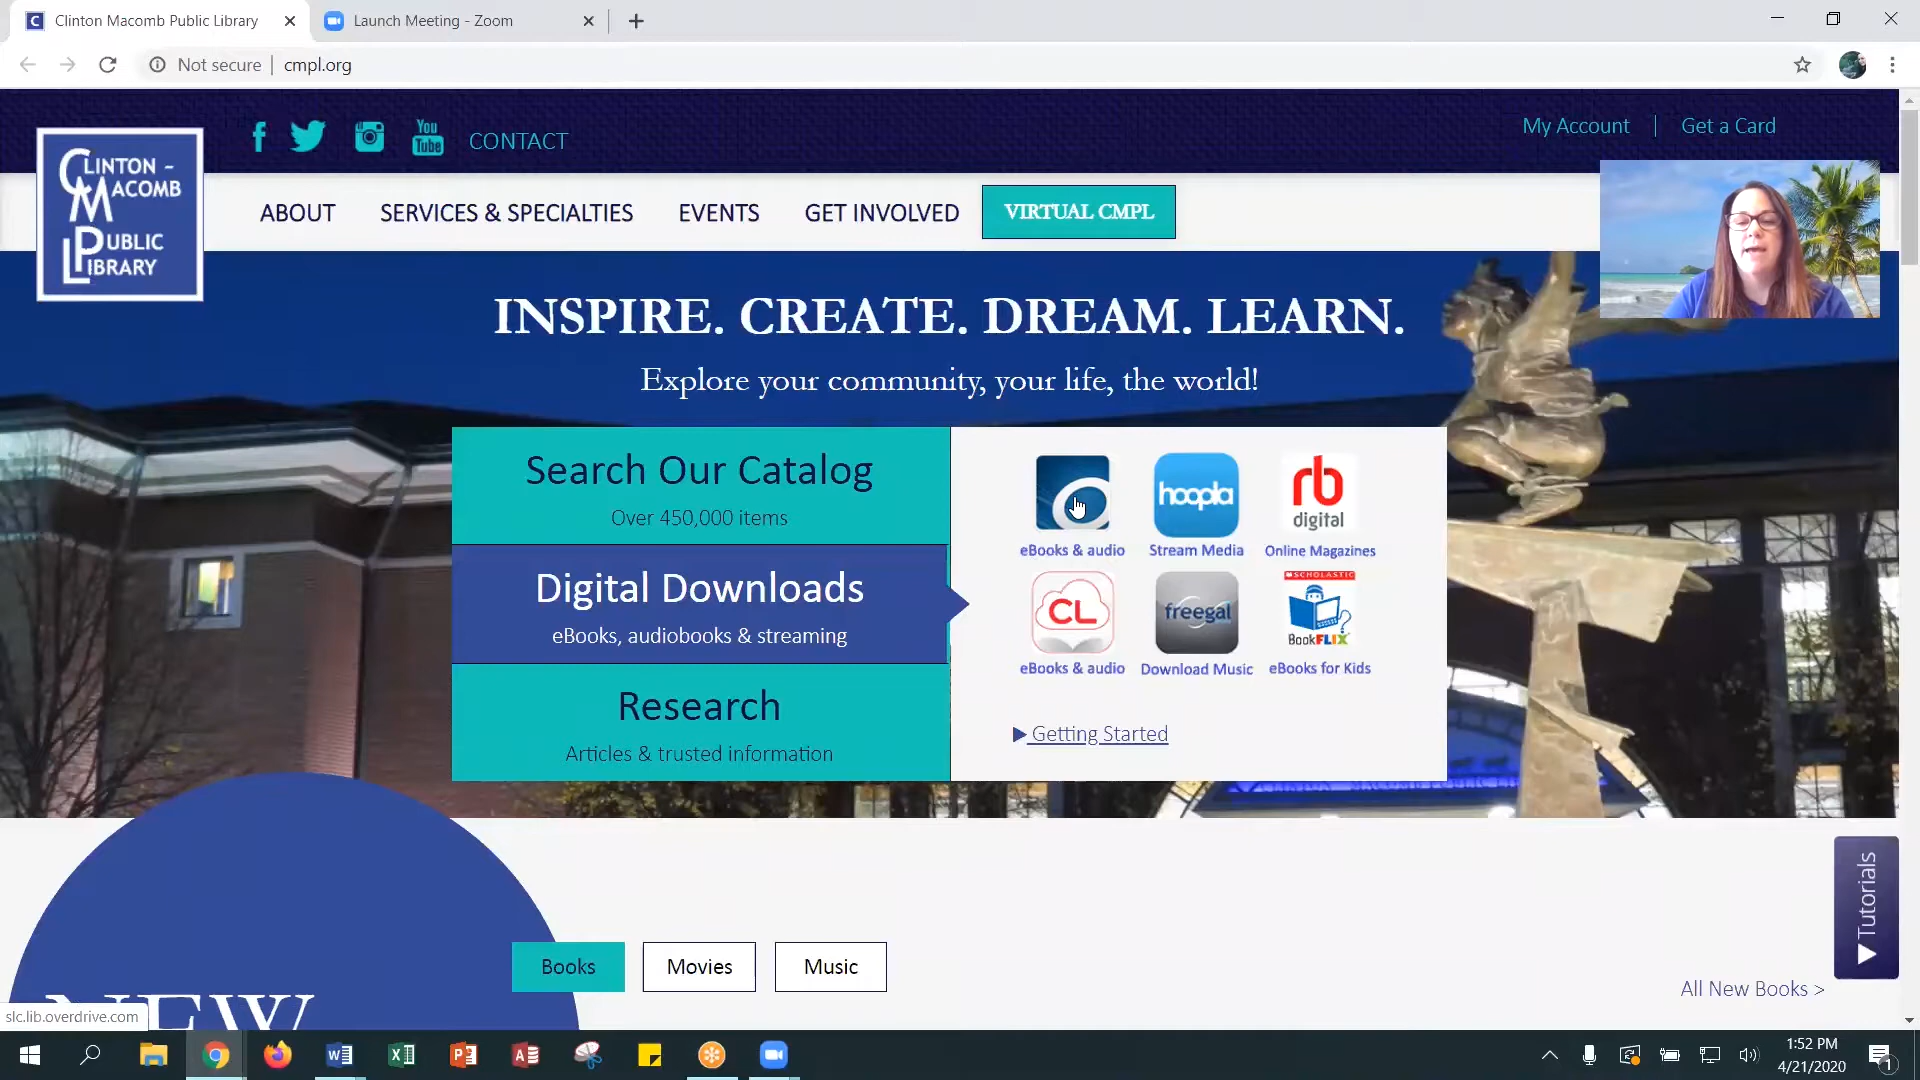 Clinton Macomb Public Library
Launch Meeting - Zoom
Not secure | cmpl.org
CONTACT
My Account | Get a Card
CLINTON -
MACOMB
PUBLIC
LIBRARY
You
Tube
ABOUT
SERVICES & SPECIALTIES
EVENTS
GET INVOLVED
VIRTUAL CMPL
INSPIRE. CREATE. DREAM. LEARN.
Explore your community, your life, the world!
Search Our Catalog
Over 450,000 items
Digital Downloads
eBooks, audiobooks & streaming
Research
Articles & trusted information
eBooks & audio
hoopla
Stream Media
rb
digital
Online Magazines
CL
eBooks & audio
freegal
Download Music
SCHOLASTIC
BookFLIX
eBooks for Kids
Getting Started
Tutorials
NEW
Books
Movies
Music
All New Books >
slc.lib.overdrive.com
1:52 PM
4/21/2020
1